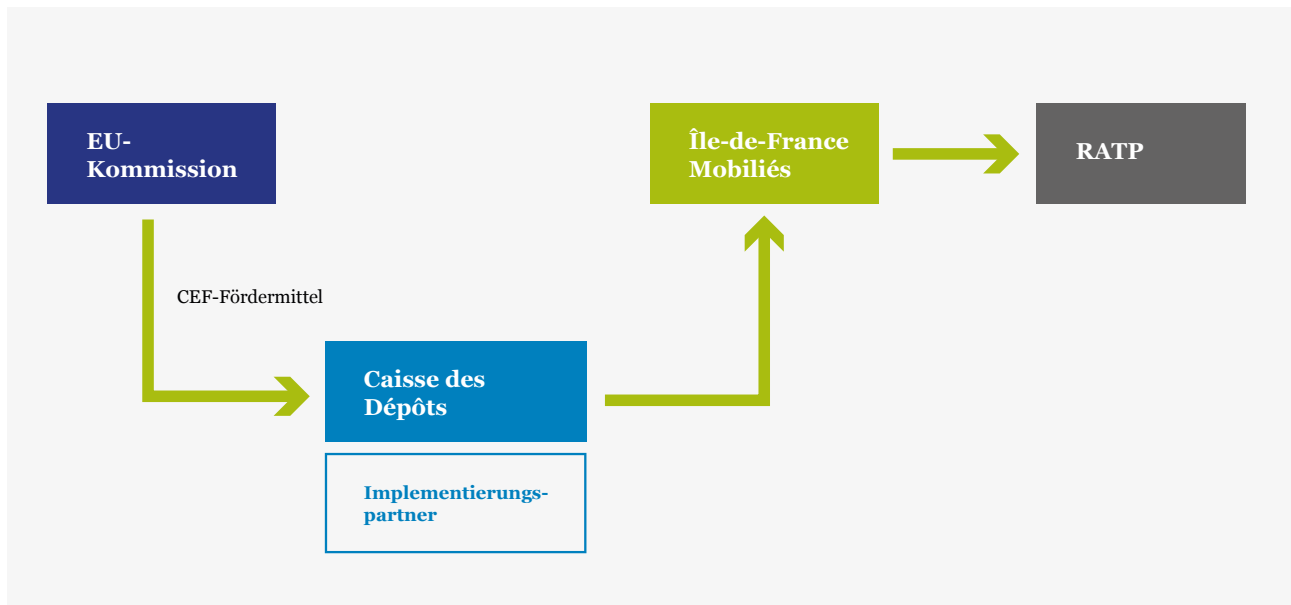 EU-
Kommission
Île-de-France
Mobiliés
RATP
CEF-Fördermittel
Caisse des
Dépôts
Implementierungs-
partner